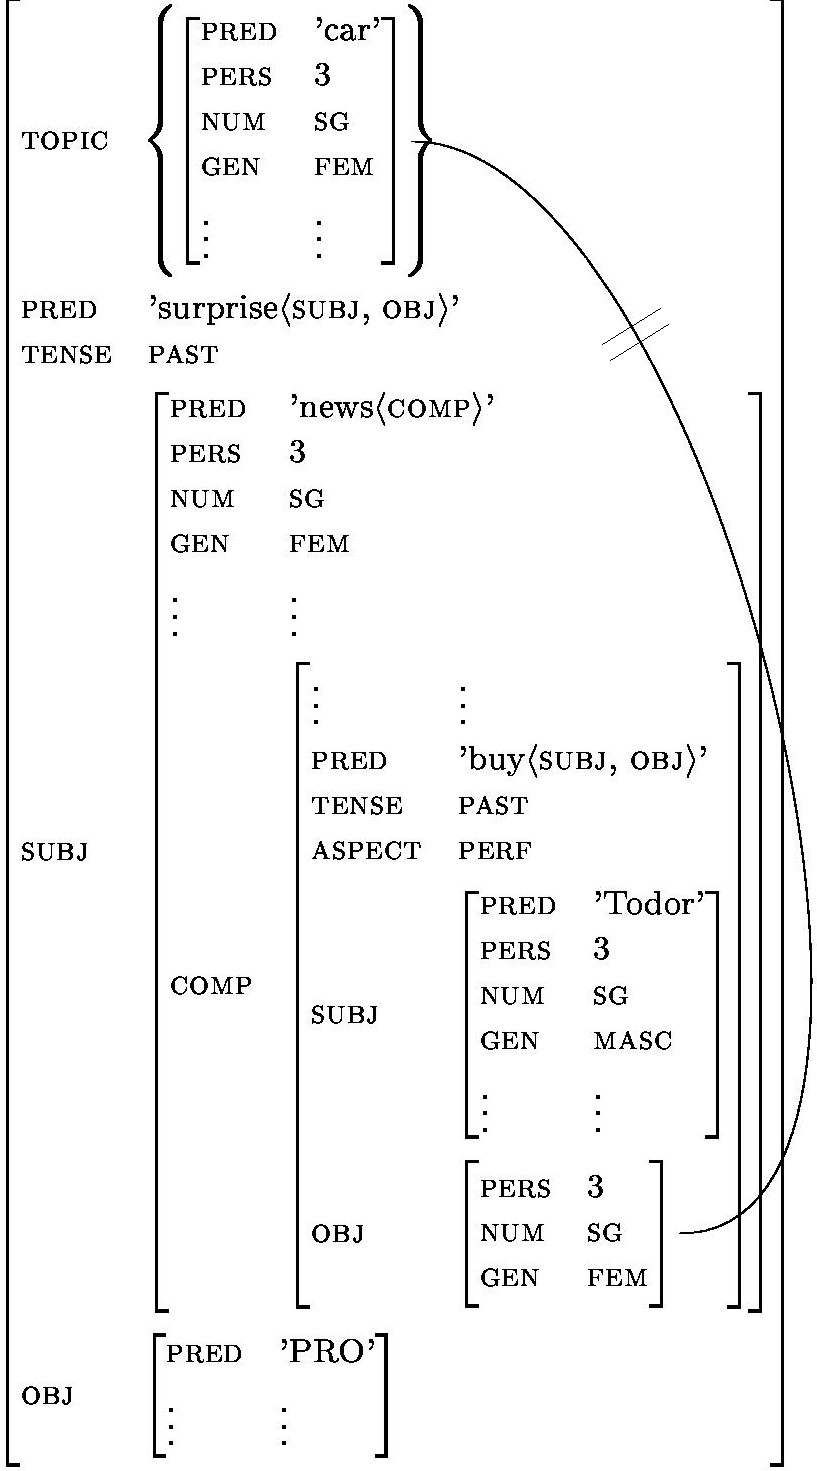 PRED 'car'
PERS 3
NUM SG
TOPIC
GEN FEM
⋮ ⋮
PRED 'surprise⟨SUBJ, OBJ⟩'
TENSE PAST
PRED 'news⟨COMP⟩'
PERS 3
NUM SG
GEN FEM
⋮ ⋮
⋮ ⋮
PRED 'buy⟨SUBJ, OBJ⟩'
TENSE PAST
SUBJ
ASPECT PERF
PRED 'Todor'
PERS 3
COMP
NUM SG
SUBJ
GEN MASC
⋮ ⋮
PERS 3
OBJ
NUM SG
GEN FEM
PRED 'PRO'
OBJ
⋮ ⋮